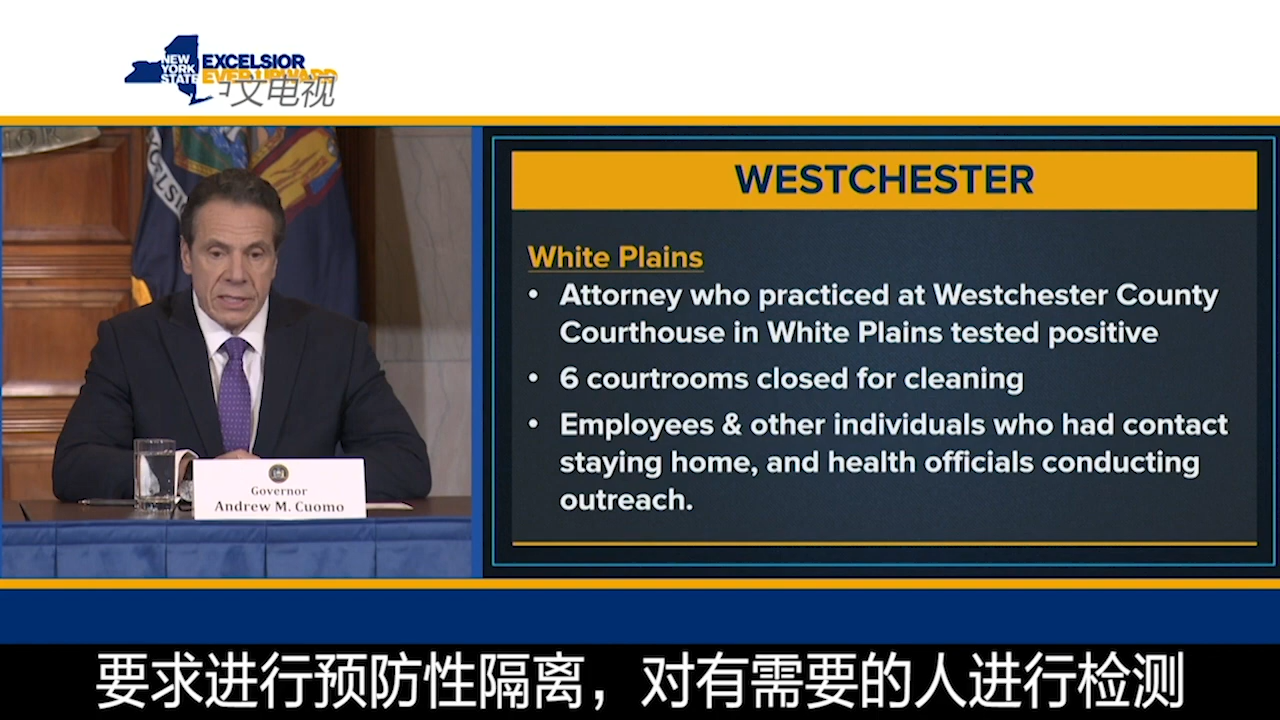 NEW
YORK
STATE
EXCELSIOR
EVER UPWARD
中文电视
WESTCHESTER
White Plains
• Attorney who practiced at Westchester County
Courthouse in White Plains tested positive
• 6 courtrooms closed for cleaning
• Employees & other individuals who had contact
staying home, and health officials conducting
outreach.
Governor
Andrew M. Cuomo
要求进行预防性隔离，对有需要的人进行检测